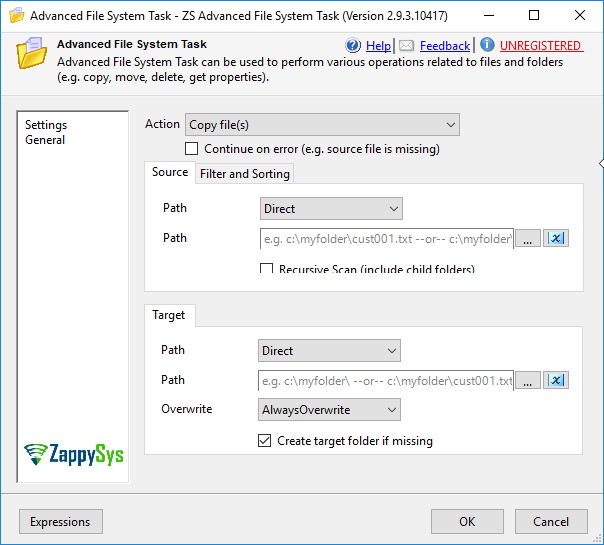 Advanced File System Task - ZS Advanced File System Task (Version 2.9.3.10417)
Advanced File System Task
Help
Feedback
UNREGISTERED
Advanced File System Task can be used to perform various operations related to files and folders
(e.g. copy, move, delete, get properties).
Settings
General
Action
Copy file(s)
Continue on error (e.g. source file is missing)
Source
Filter and Sorting
Path
Direct
Path
e.g. c:\myfolder\cust001.txt --or-- c:\myfolder\
...
x
Recursive Scan (include child folders)
Target
Path
Direct
Path
e.g. c:\myfolder\ --or-- c:\myfolder\cust001.txt
...
x
Overwrite
AlwaysOverwrite
Create target folder if missing
ZappySys
Expressions
OK
Cancel